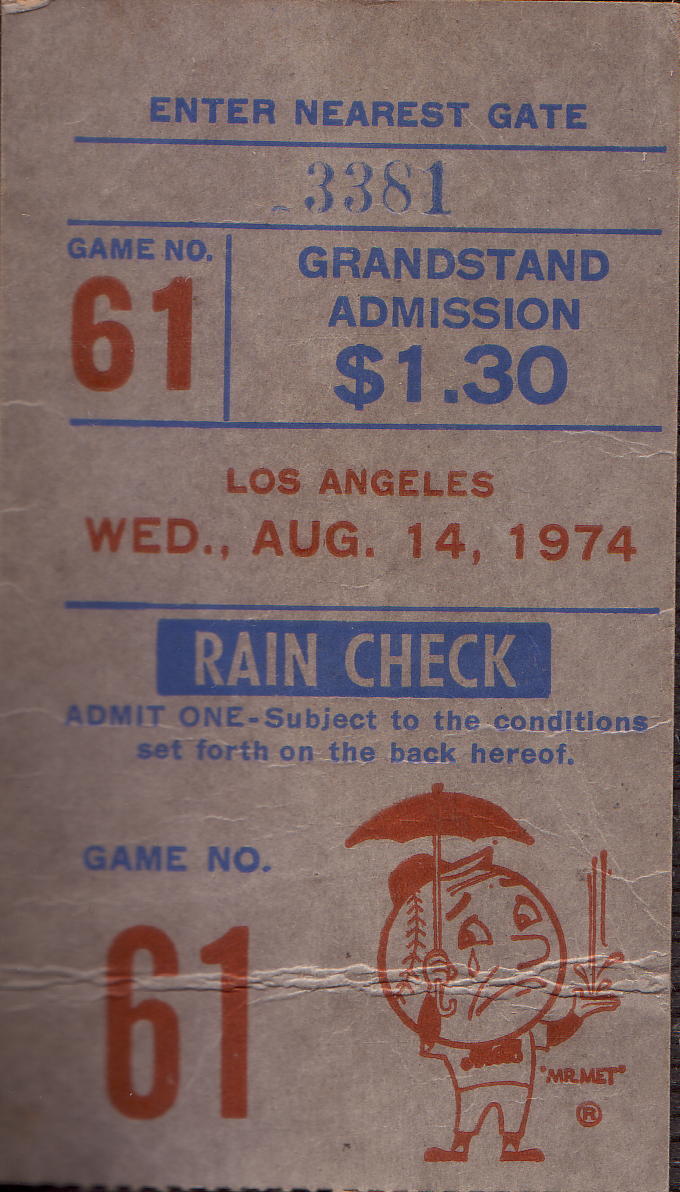 ENTER NEAREST GATE
3381
GAME NO.
61
GRANDSTAND
ADMISSION
$1.30
LOS ANGELES
WED., AUG. 14, 1974
RAIN CHECK
ADMIT ONE-Subject to the conditions
set forth on the back hereof.
GAME NO.
61
"MR. MET"
®